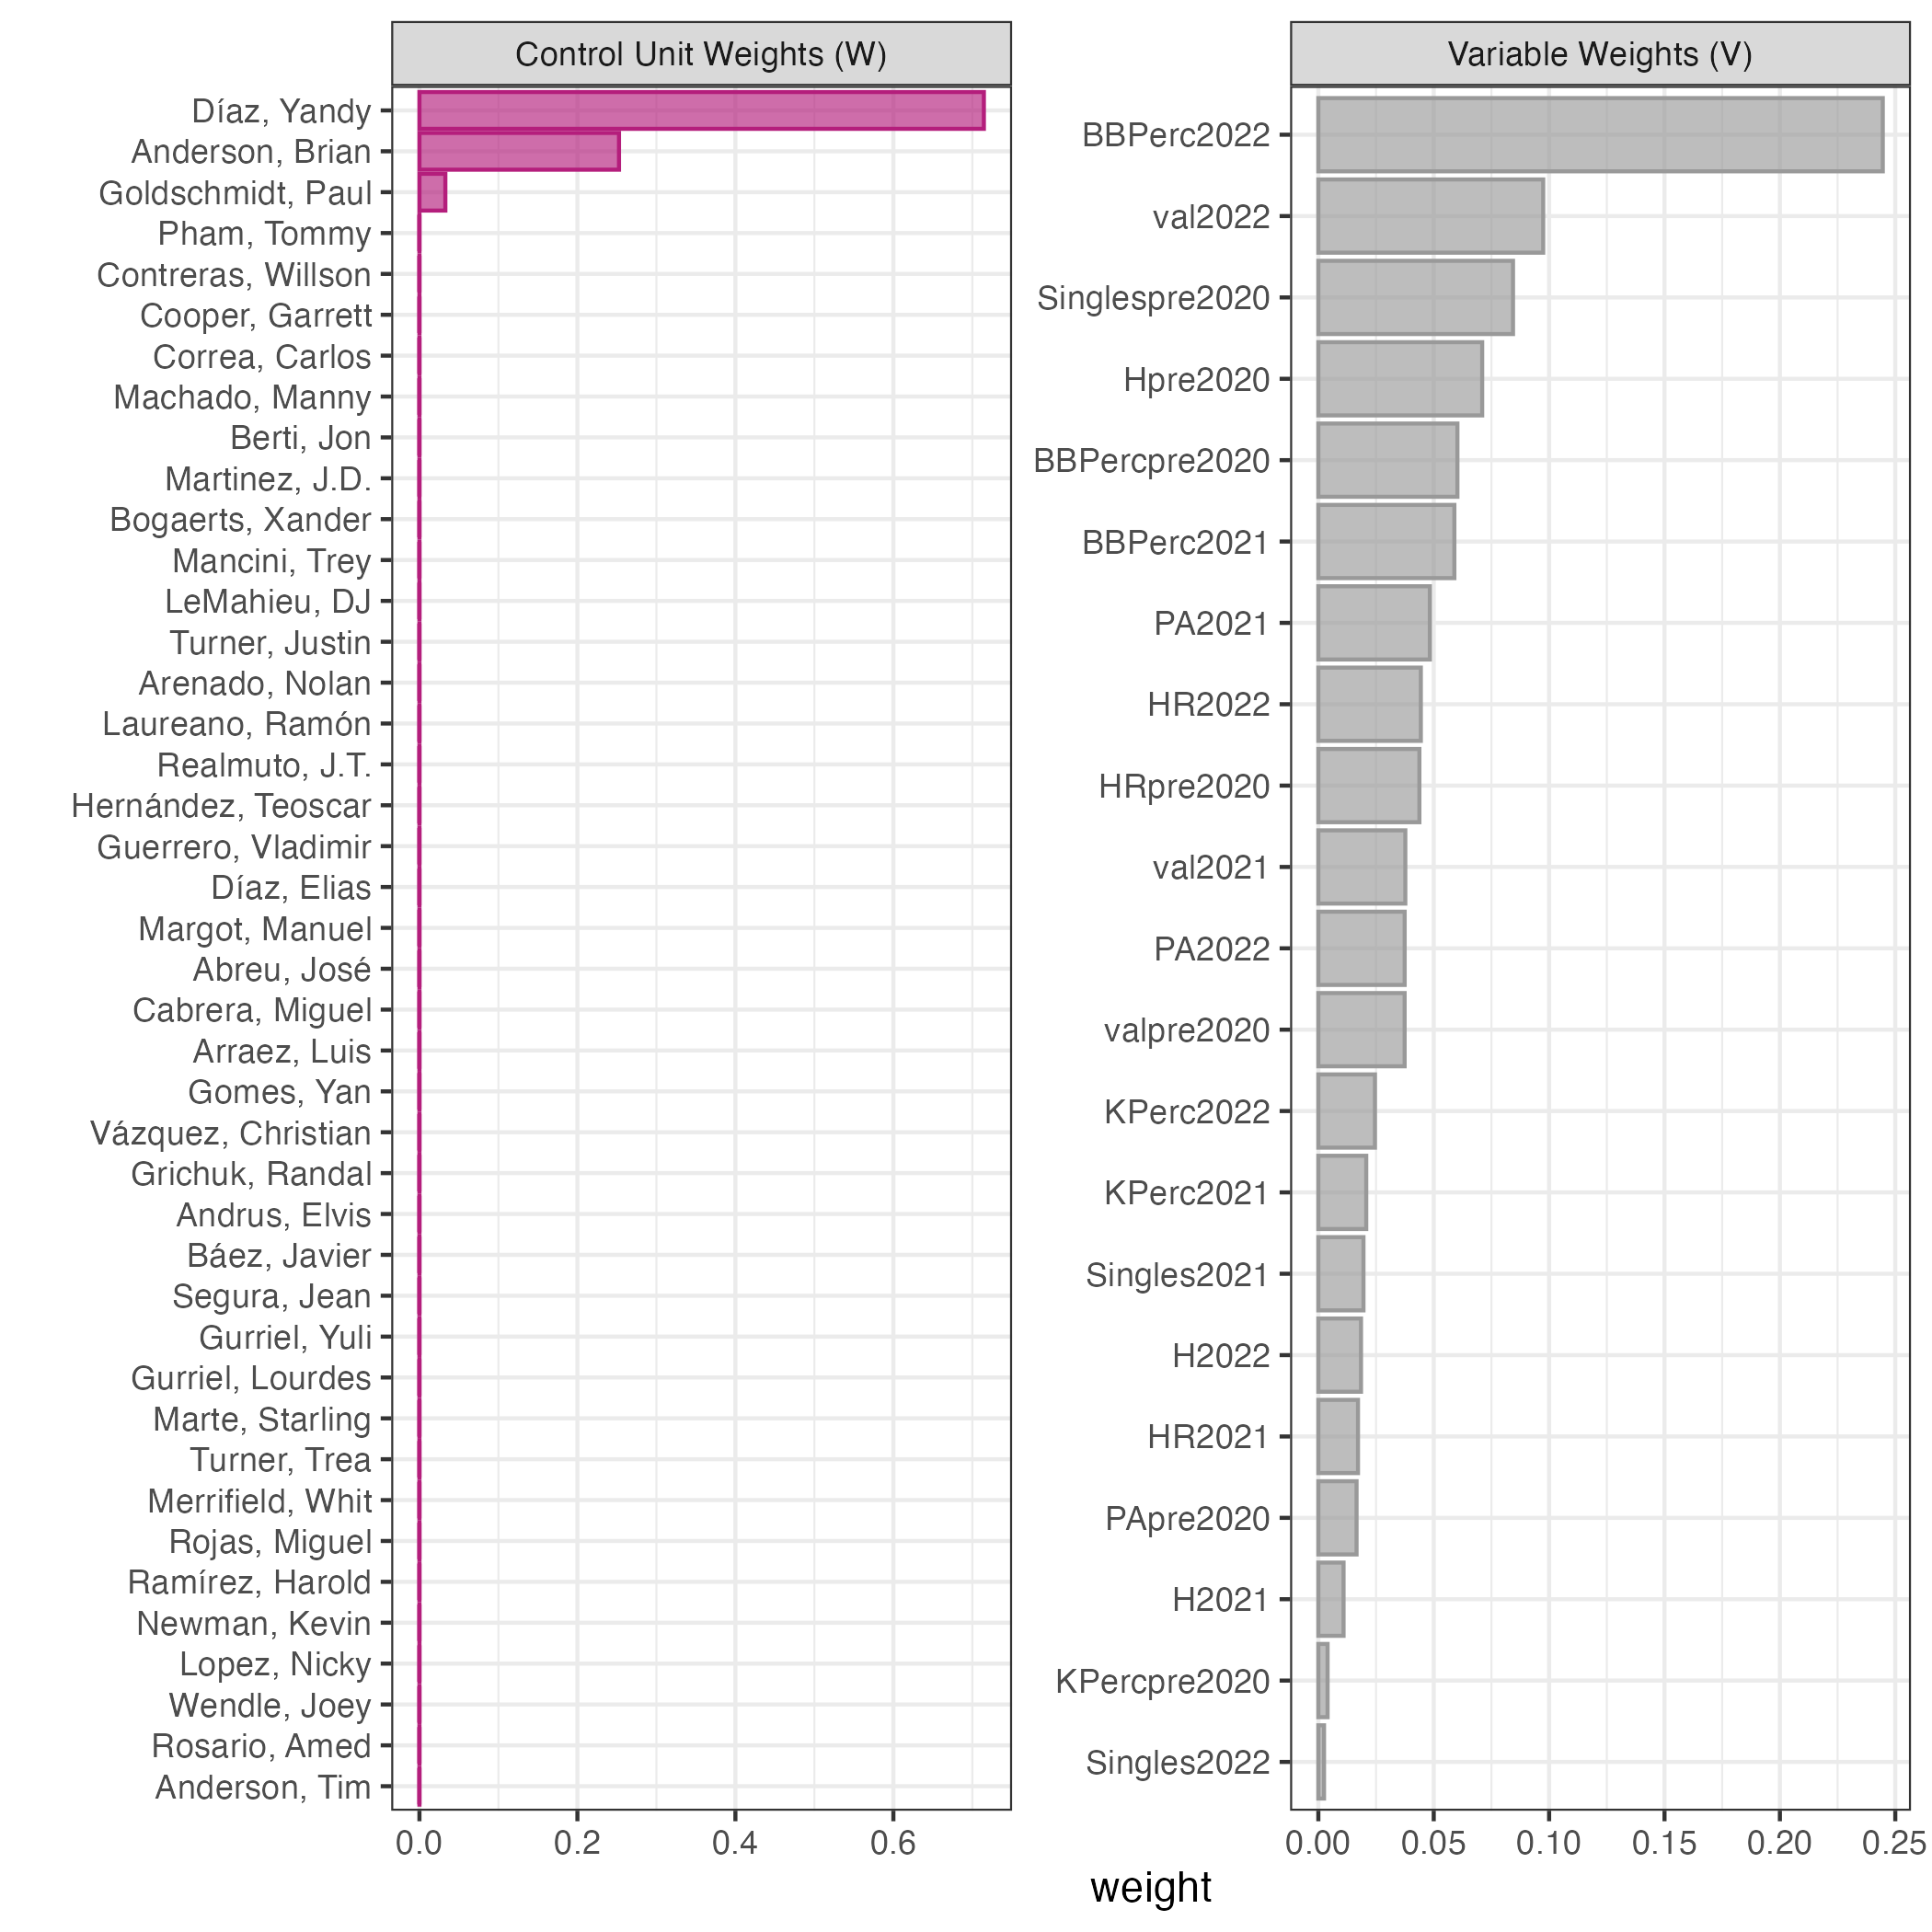 Control Unit Weights (W)
Díaz, Yandy
Anderson, Brian
Goldschmidt, Paul
Pham, Tommy
Contreras, Willson
Cooper, Garrett
Correa, Carlos
Machado, Manny
Berti, Jon
Martinez, J.D.
Bogaerts, Xander
Mancini, Trey
LeMahieu, DJ
Turner, Justin
Arenado, Nolan
Laureano, Ramón
Realmuto, J.T.
Hernández, Teoscar
Guerrero, Vladimir
Díaz, Elias
Margot, Manuel
Abreu, José
Cabrera, Miguel
Arraez, Luis
Gomes, Yan
Vázquez, Christian
Grichuk, Randal
Andrus, Elvis
Báez, Javier
Segura, Jean
Gurriel, Yuli
Gurriel, Lourdes
Marte, Starling
Turner, Trea
Merrifield, Whit
Rojas, Miguel
Ramírez, Harold
Newman, Kevin
Lopez, Nicky
Wendle, Joey
Rosario, Amed
Anderson, Tim
0.0 0.2 0.4 0.6
Variable Weights (V)
BBPerc2022
val2022
Singlespre2020
Hpre2020
BBPercpre2020
BBPerc2021
PA2021
HR2022
HRpre2020
val2021
PA2022
valpre2020
KPerc2022
KPerc2021
Singles2021
H2022
HR2021
PApre2020
H2021
KPercpre2020
Singles2022
0.00 0.05 0.10 0.15 0.20 0.25
weight